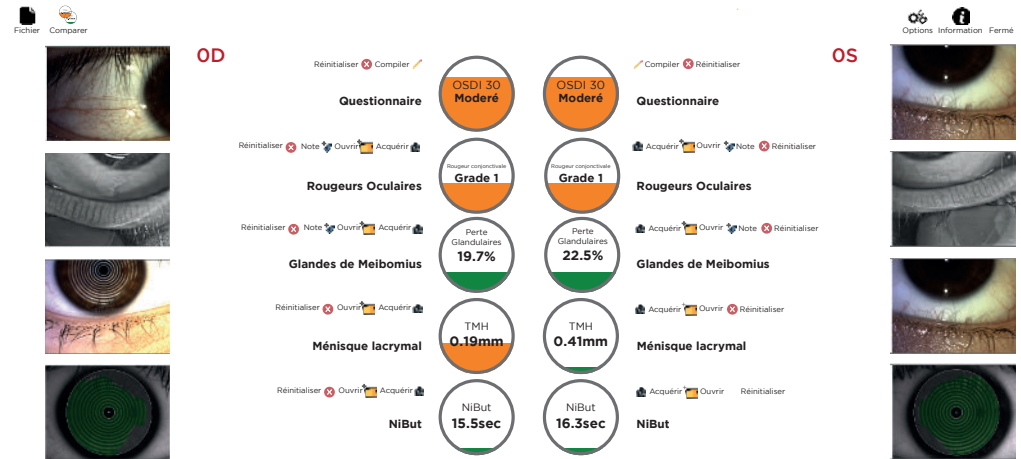 Fichier Comparer
Options Information Fermé
OD
OS
Réinitialiser Compiler
OSDI 30
Moderé
OSDI 30
Moderé
Compiler Réinitialiser
Questionnaire
Questionnaire
Réinitialiser Note Ouvrir Acquérir
Rougeur conjonctivale
Grade 1
Rougeur conjonctivale
Grade 1
Acquérir Ouvrir Note Réinitialiser
Rougeurs Oculaires
Rougeurs Oculaires
Réinitialiser Note Ouvrir Acquérir
Perte
Glandulaires
19.7%
Perte
Glandulaires
22.5%
Acquérir Ouvrir Note Réinitialiser
Glandes de Meibomius
Glandes de Meibomius
Réinitialiser Ouvrir Acquérir
TMH
0.19mm
TMH
0.41mm
Acquérir Ouvrir Réinitialiser
Ménisque lacrymal
Ménisque lacrymal
Réinitialiser Ouvrir Acquérir
NiBut
15.5sec
NiBut
16.3sec
Acquérir Ouvrir Réinitialiser
NiBut
NiBut